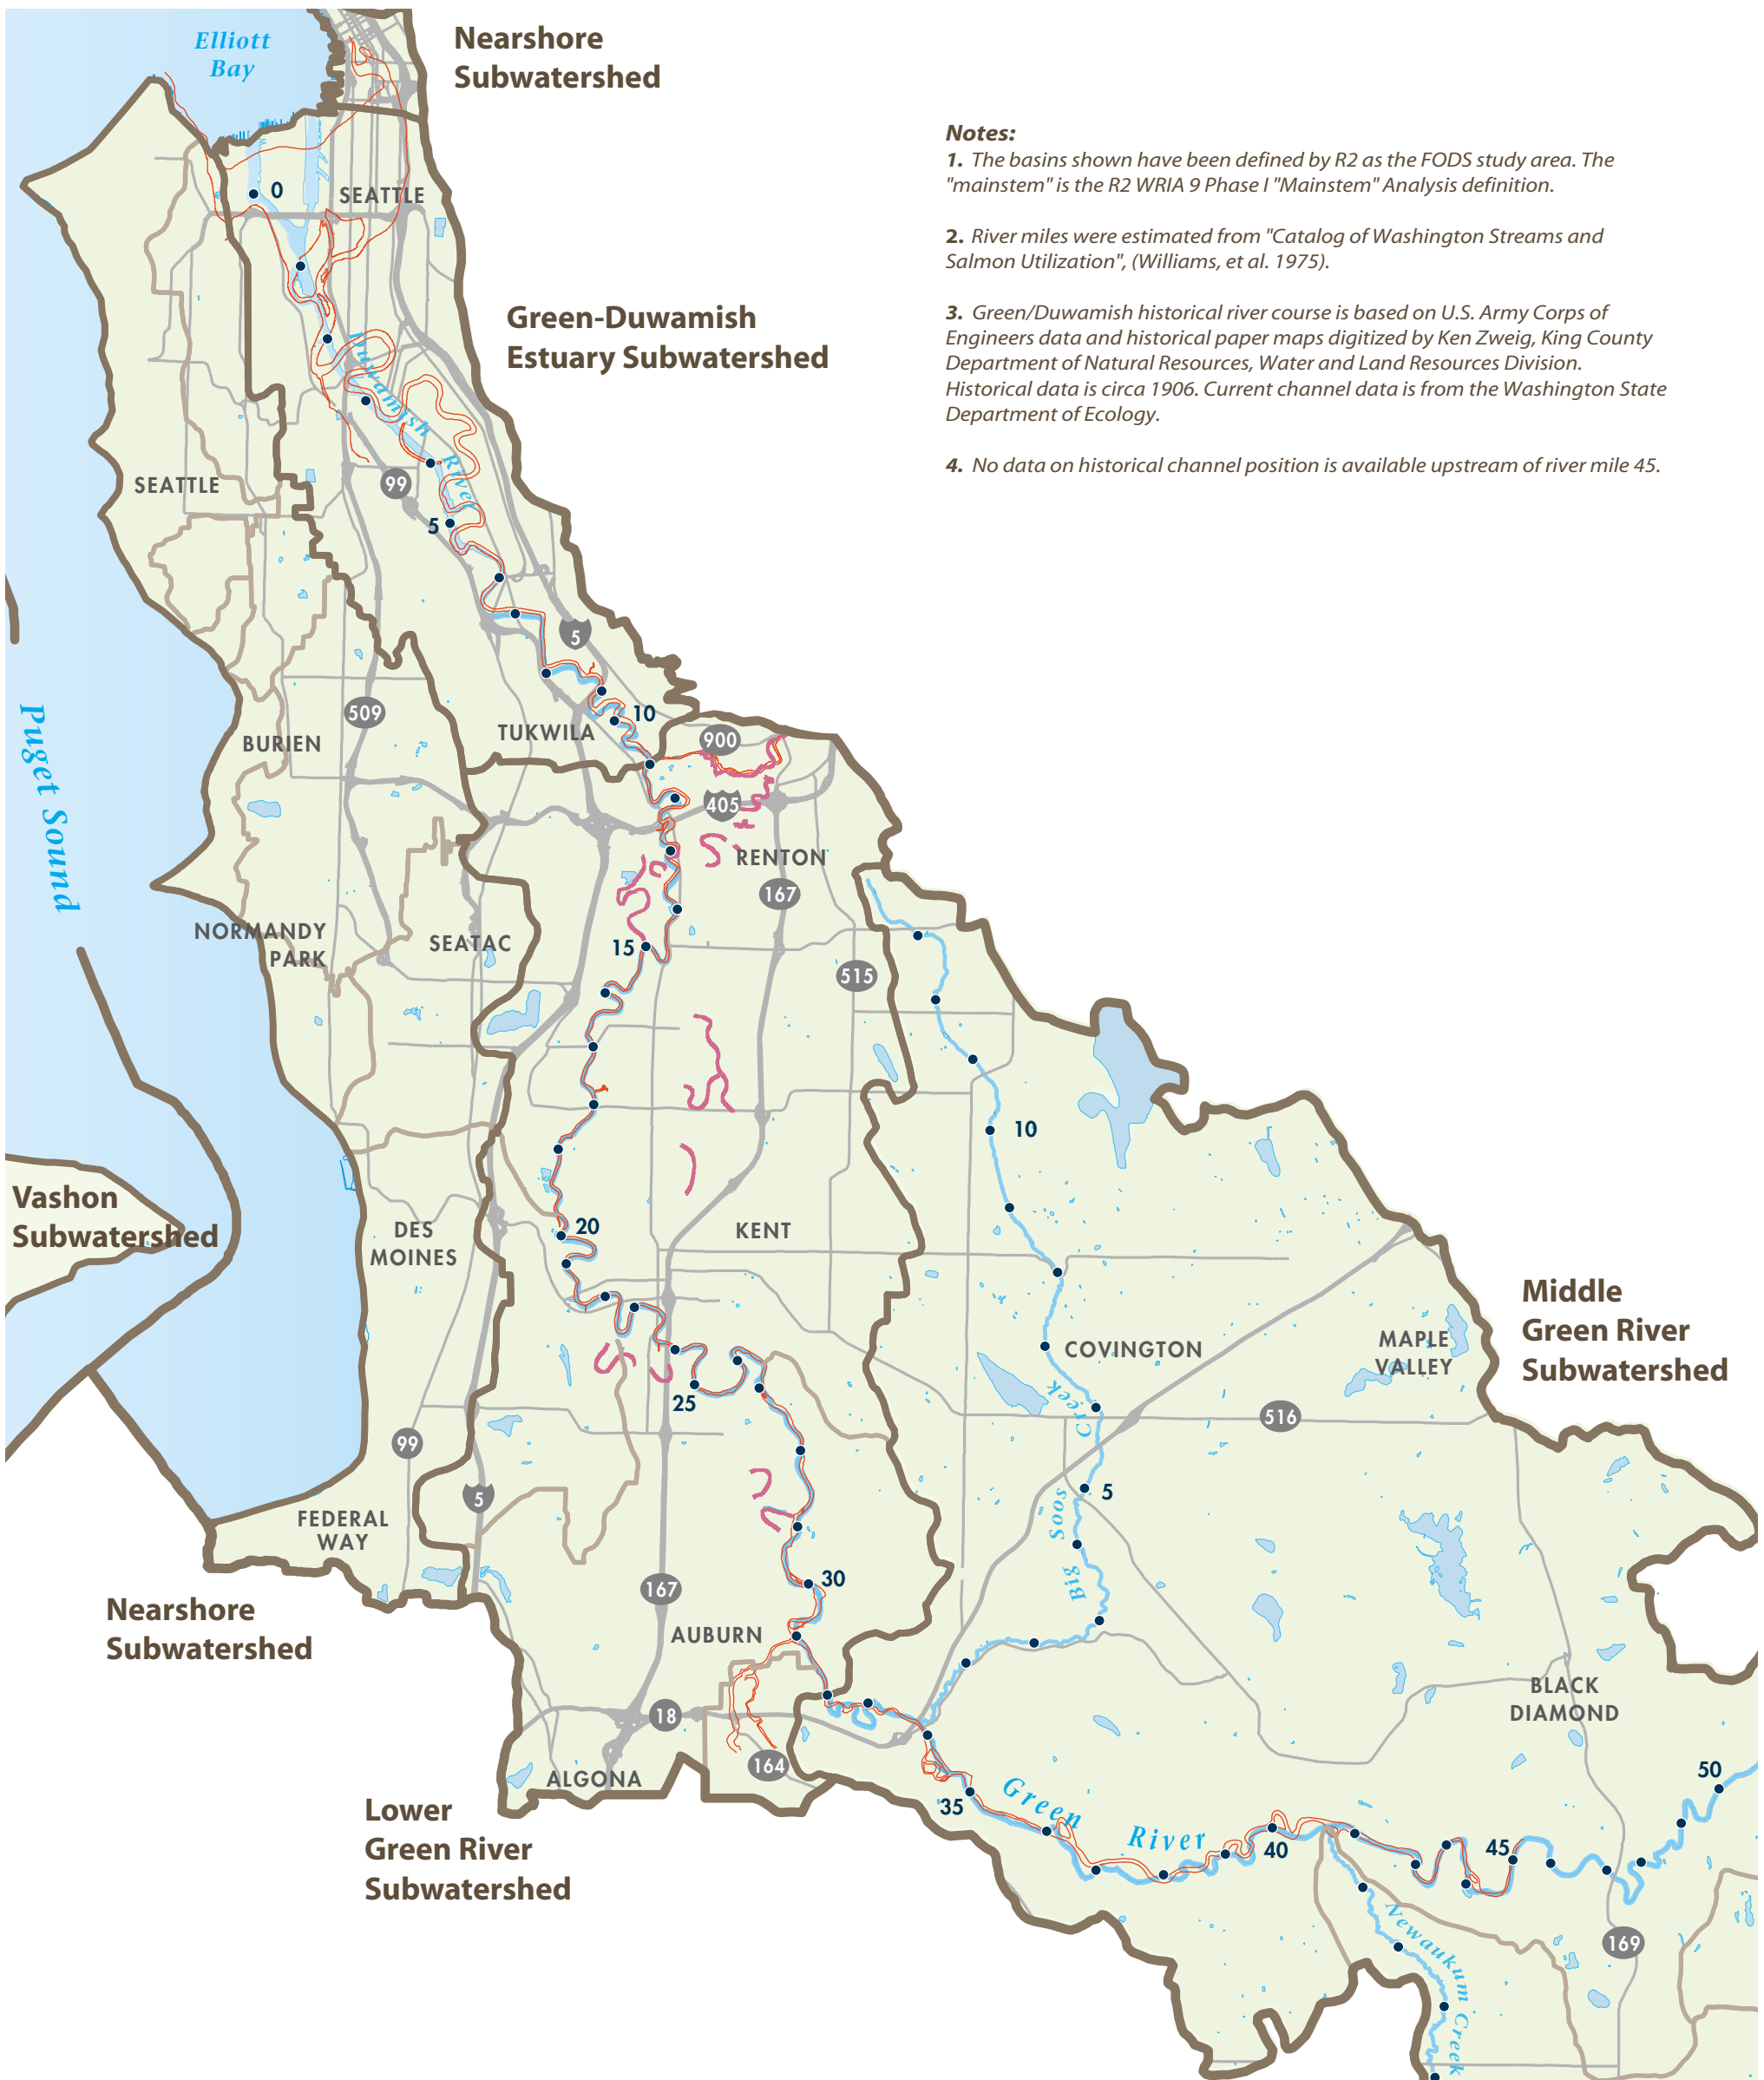 Elliott
Bay
Nearshore
Subwatershed
Notes:
1. The basins shown have been defined by R2 as the FODS study area. The
"mainstem" is the R2 WRIA 9 Phase I "Mainstem" Analysis definition.
2. River miles were estimated from "Catalog of Washington Streams and
Salmon Utilization", (Williams, et al. 1975).
3. Green/Duwamish historical river course is based on U.S. Army Corps of
Engineers data and historical paper maps digitized by Ken Zweig, King County
Department of Natural Resources, Water and Land Resources Division.
Historical data is circa 1906. Current channel data is from the Washington State
Department of Ecology.
4. No data on historical channel position is available upstream of river mile 45.
0
SEATTLE
Green-Duwamish
Estuary Subwatershed
Duwamish
River
SEATTLE
99
5
5
509
10
TUKWILA
900
BURIEN
Puget Sound
405
RENTON
167
NORMANDY
PARK
SEATAC
15
515
10
Vashon
Subwatershed
20
DES
MOINES
KENT
Middle
Green River
Subwatershed
COVINGTON
MAPLE
VALLEY
25
Big Soos Creek
516
99
5
5
FEDERAL
WAY
30
167
Nearshore
Subwatershed
AUBURN
BLACK
DIAMOND
18
164
ALGONA
50
Lower
Green River
Subwatershed
35
Green
River
40
45
169
Newaukum Creek